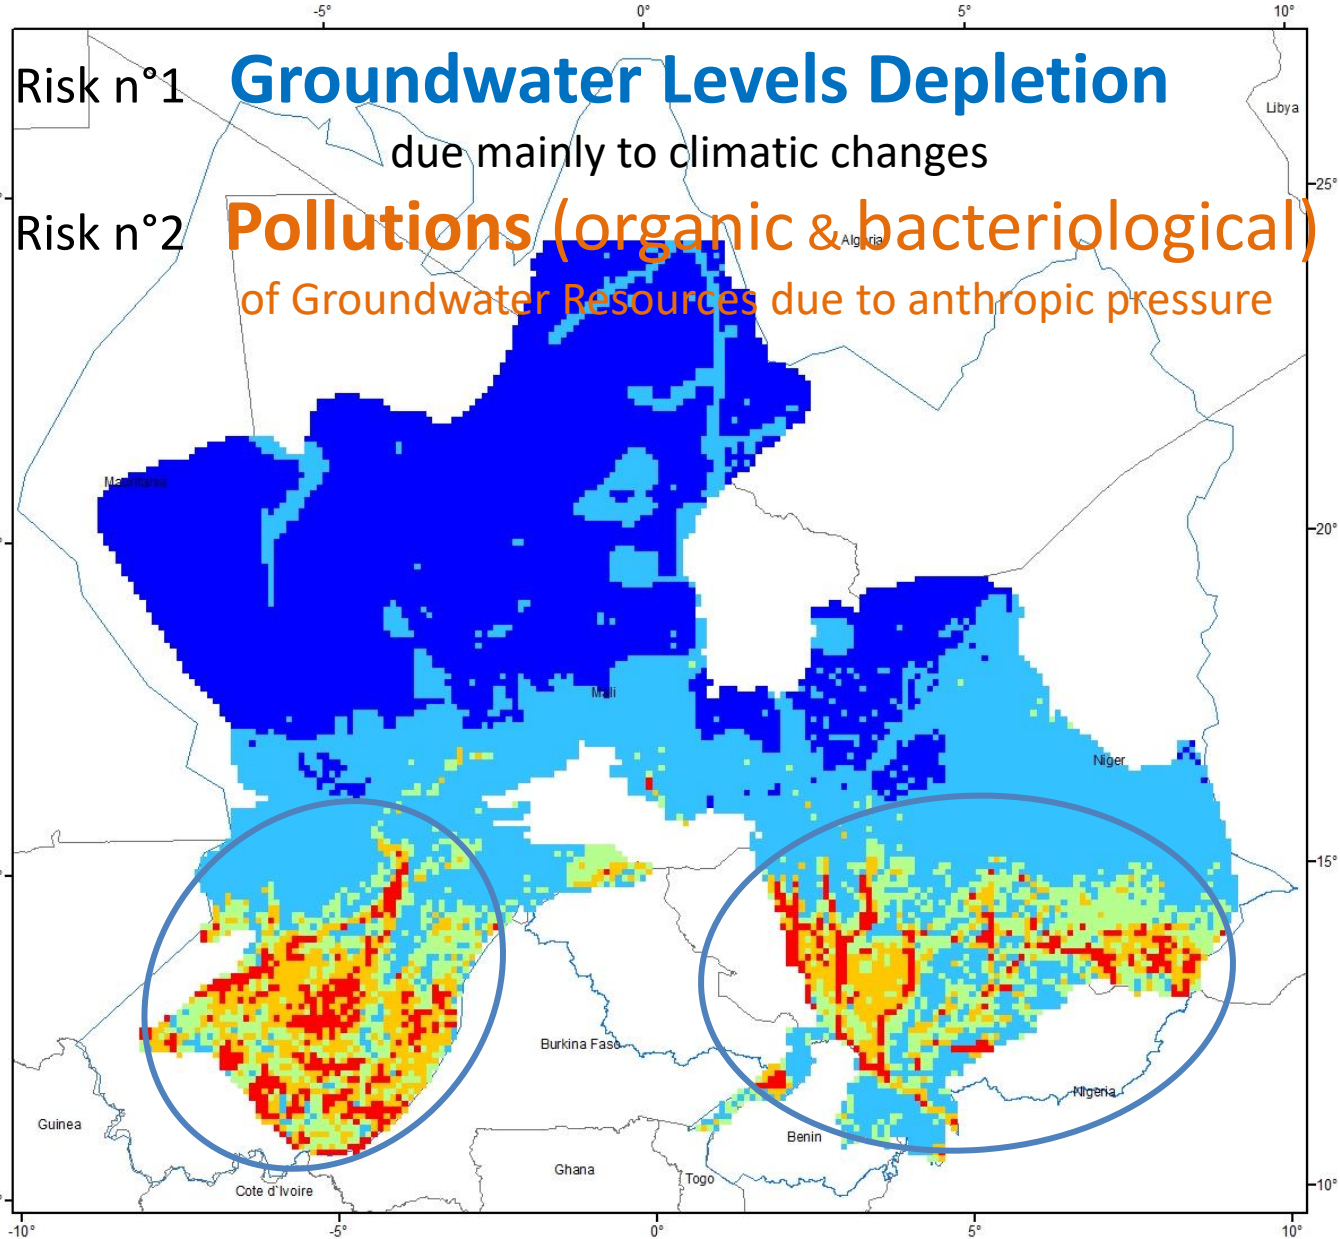 -5° 0° 5° 10°
Risk n°1 Groundwater Levels Depletion
Libya
due mainly to climatic changes
25°
Risk n°2 Pollutions (organic & bacteriological)
Algeria
of Groundwater Resources due to anthropic pressure
Mauritania
20°
Mali
Niger
15°
Burkina Faso
Nigeria
Guinea
Benin
Ghana
Togo
Cote d'Ivoire
10°
-10° -5° 0° 5° 10°